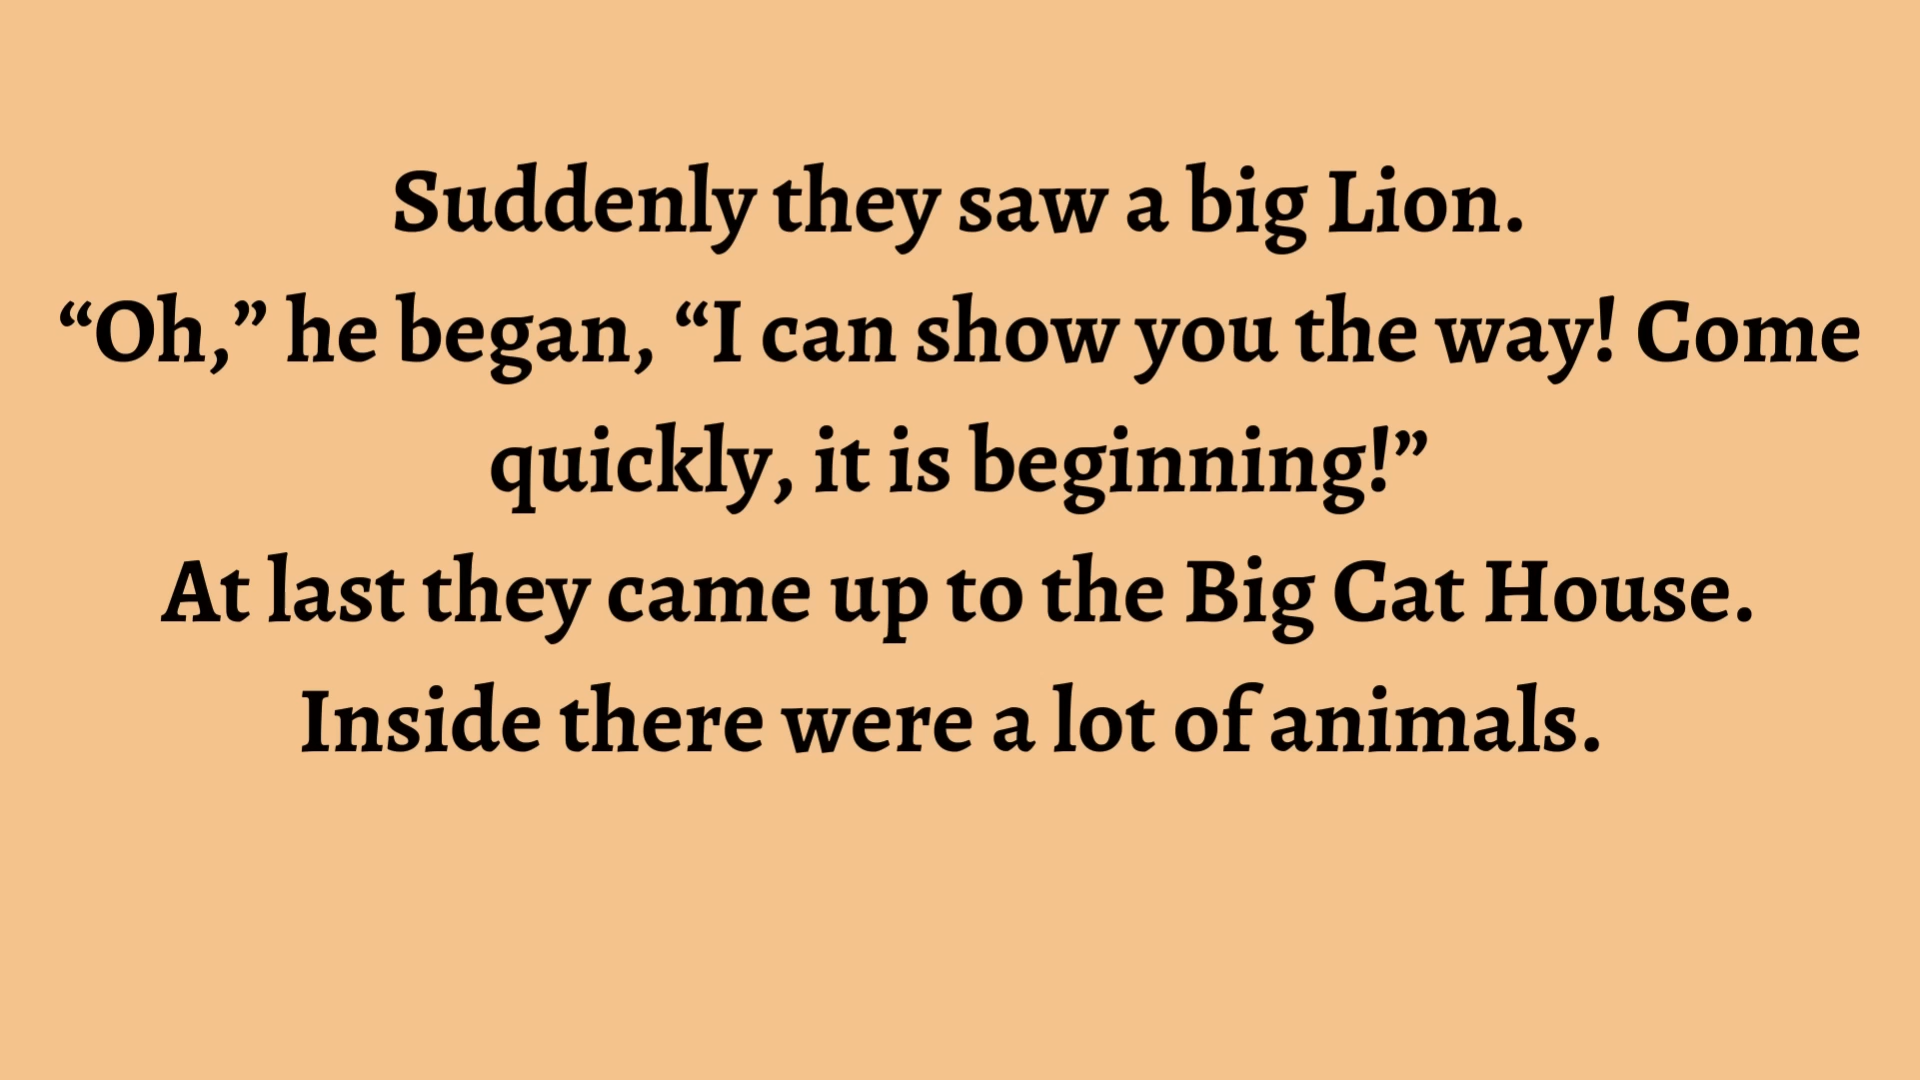 Suddenly they saw a big Lion.
“Oh,” he began, “I can show you the way! Come
quickly, it is beginning!”
At last they came up to the Big Cat House.
Inside there were a lot of animals.